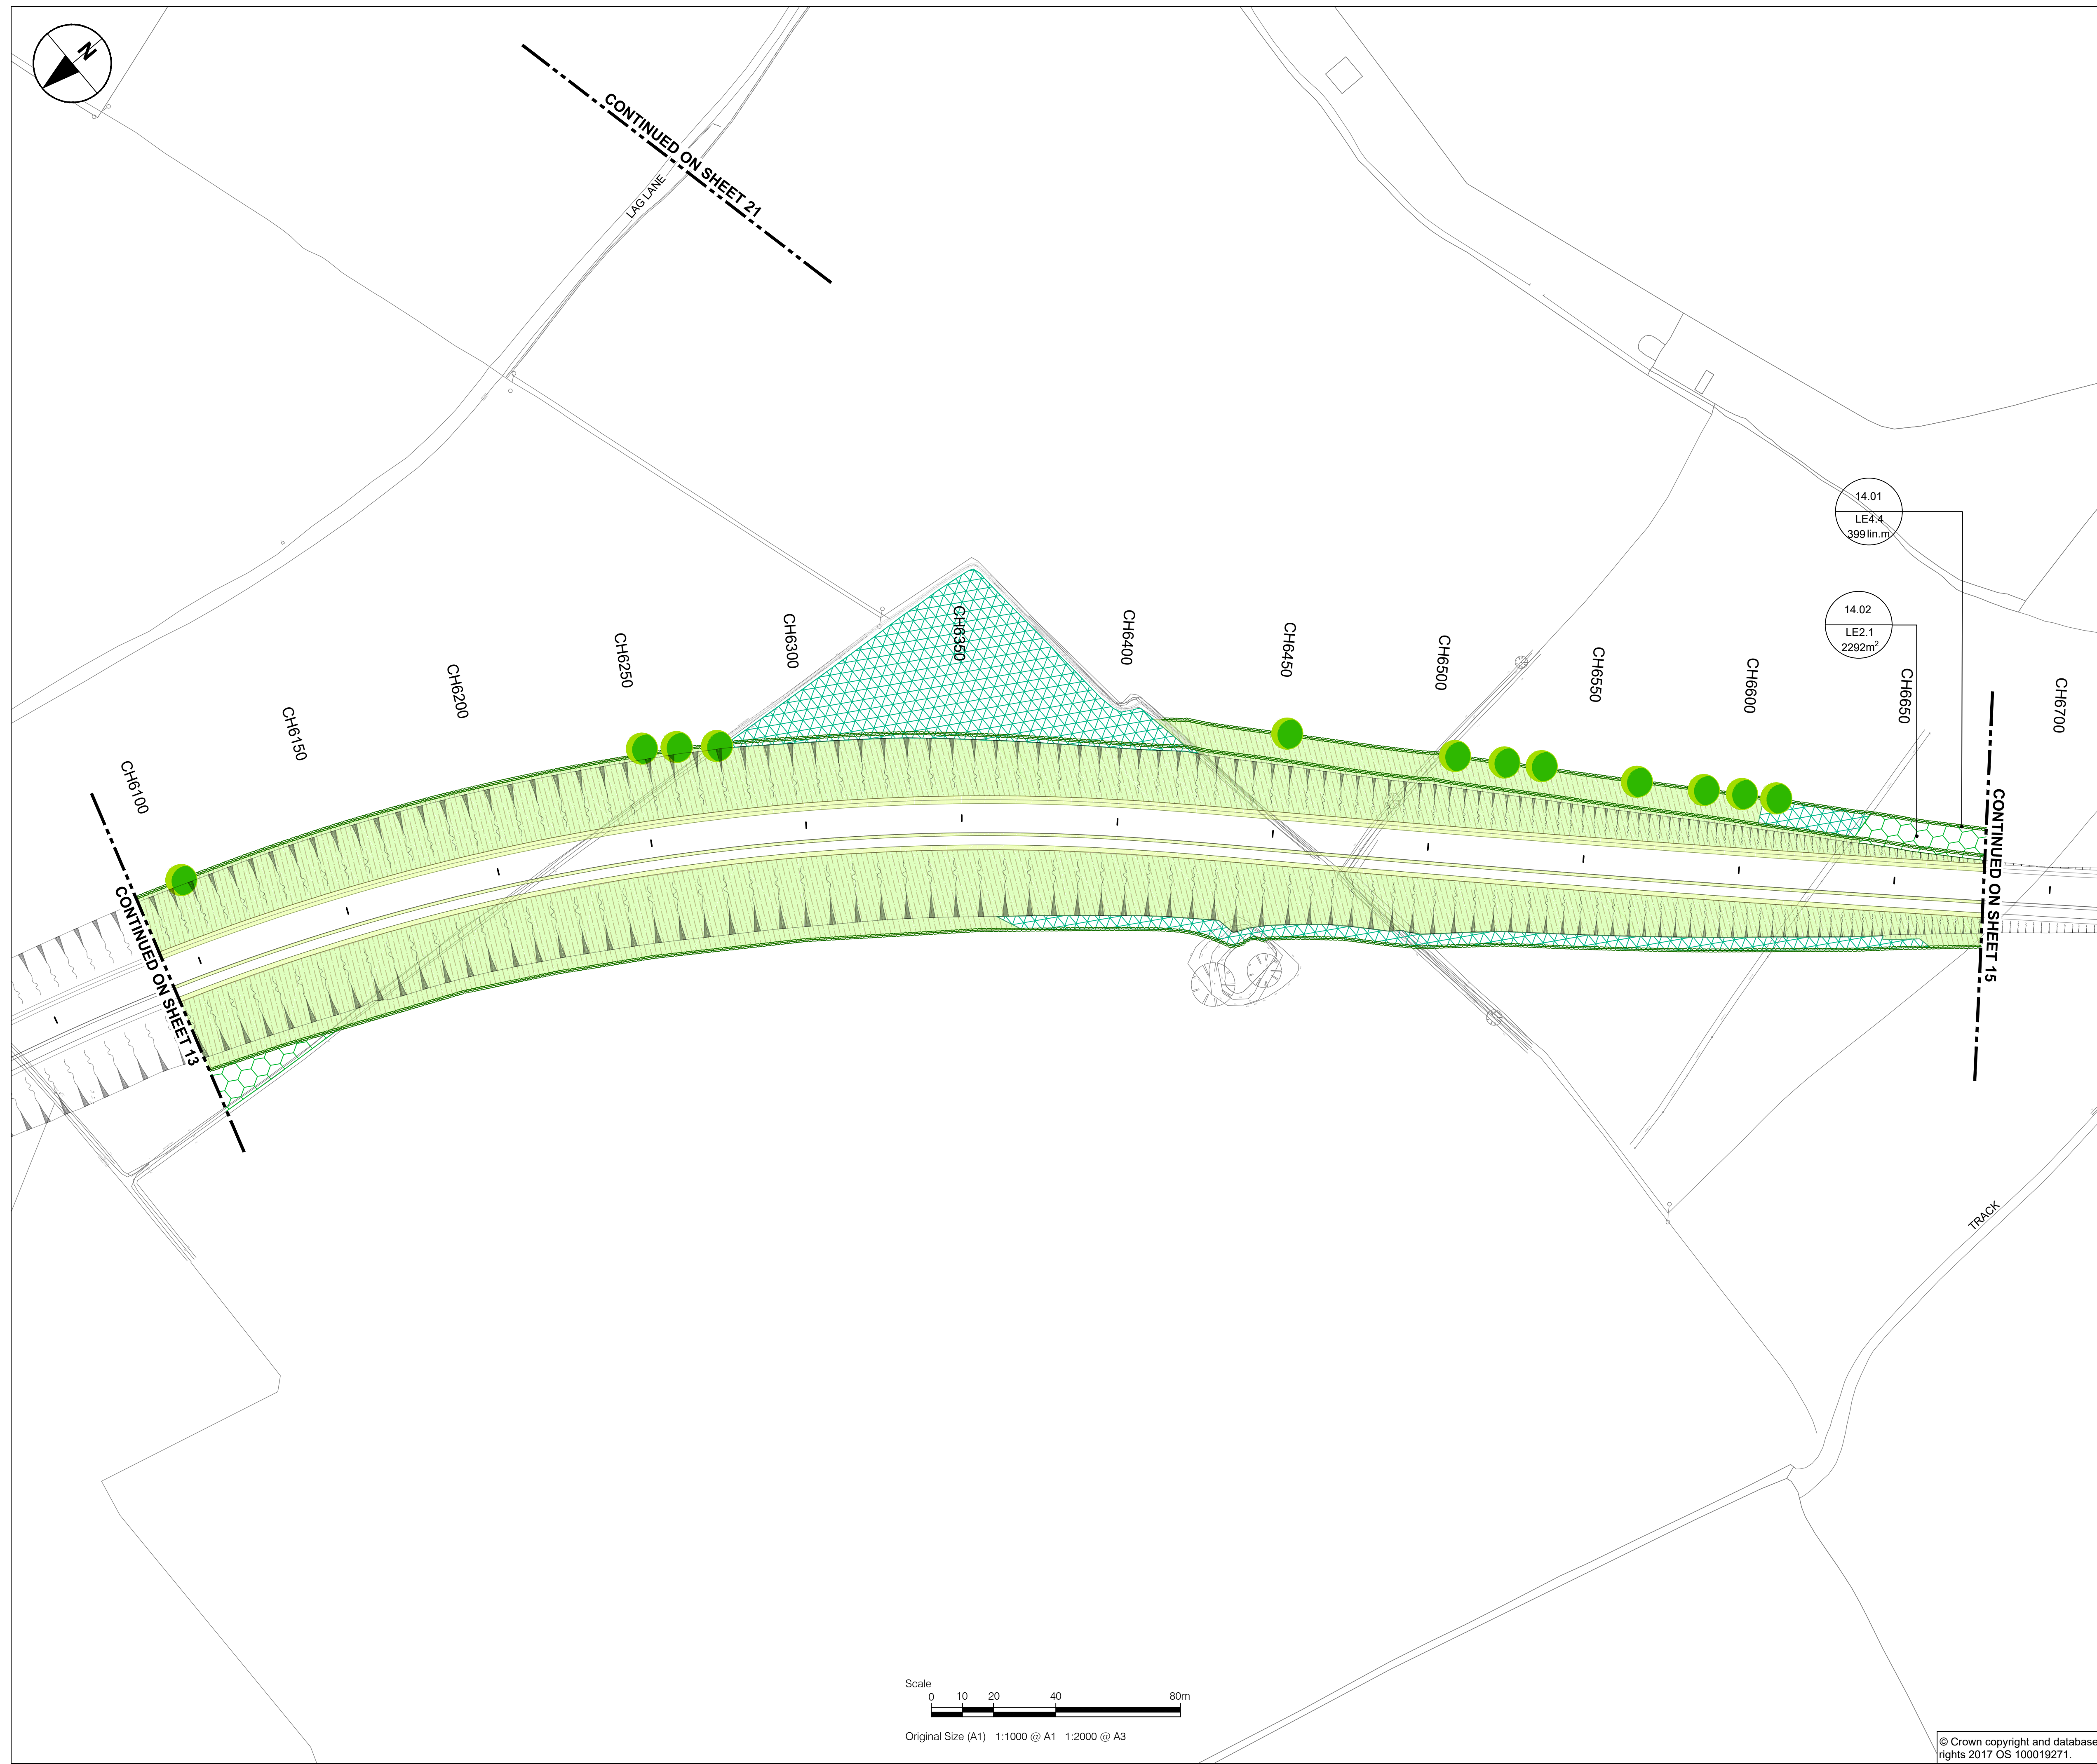 N
CONTINUED ON SHEET 21
LAG LANE
14.01
LE4.4
399 lin.m
14.02
LE2.1
2292m²
CH6100
CH6150
CH6200
CH6250
CH6300
CH6350
CH6400
CH6450
CH6500
CH6550
CH6600
CH6650
CH6700
CONTINUED ON SHEET 13
CONTINUED ON SHEET 15
TRACK
Scale
0 10 20 40 80m
Original Size (A1) 1:1000 @ A1 1:2000 @ A3
© Crown copyright and database
rights 2017 OS 100019271.